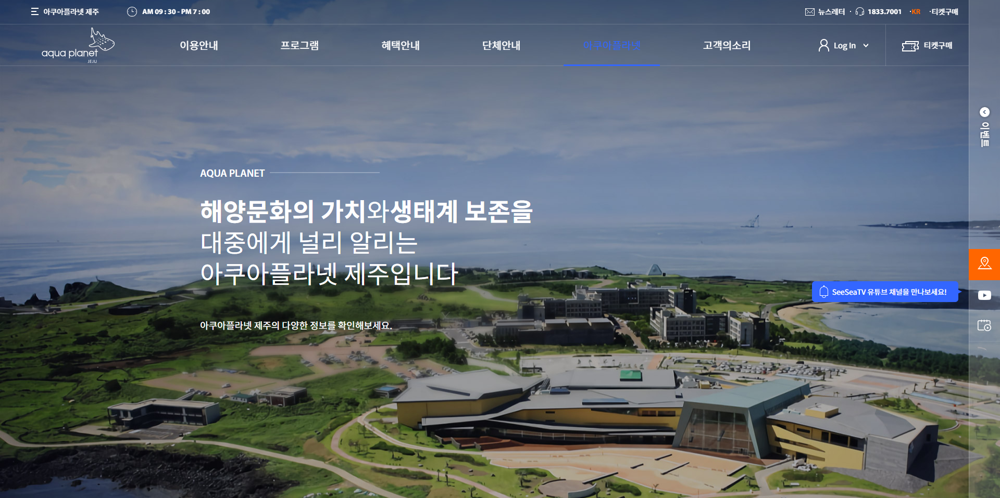 아쿠아플라넷 제주
AM 09 : 30 - PM 7 : 00
뉴스레터
1833.7001
KR
티켓구매
aqua planet
JEJU
이용안내
프로그램
혜택안내
단체안내
아쿠아플라넷
고객의소리
Log In
티켓구매
이벤트
AQUA PLANET
해양문화의 가치와생태계 보존을
대중에게 널리 알리는
아쿠아플라넷 제주입니다
SeeSeaTV 유튜브 채널을 만나보세요!
아쿠아플라넷 제주의 다양한 정보를 확인해보세요.